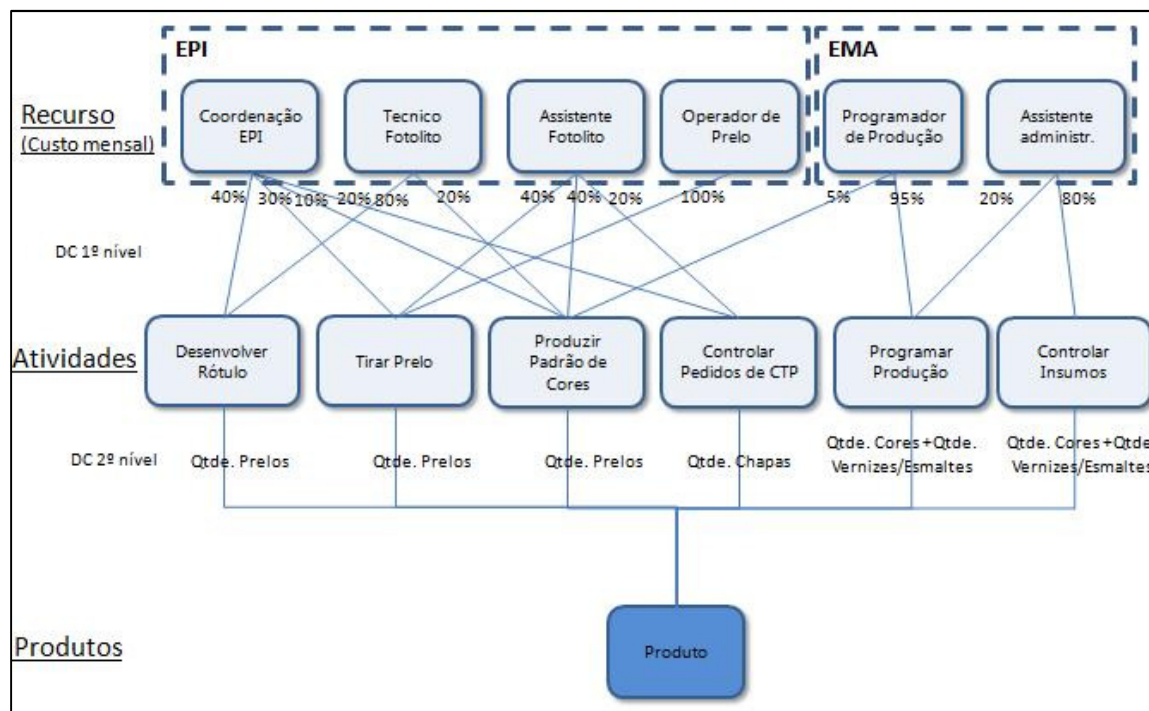 EPI
EMA
Recurso
(Custo mensal)
Coordenação
EPI
Tecnico
Fotolito
Assistente
Fotolito
Operador de
Prelo
Programador
de Produção
Assistente
administr.
40% 30% 10% 20% 80% 20% 40% 40% 20% 100% 5% 95% 20% 80%
DC 1º nível
Atividades
Desenvolver
Rótulo
Tirar Prelo
Produzir
Padrão de
Cores
Controlar
Pedidos de CTP
Programar
Produção
Controlar
Insumos
DC 2º nível
Qtde. Prelos
Qtde. Prelos
Qtde. Prelos
Qtde. Chapas
Qtde. Cores +Qtde.
Vernizes/Esmaltes
Qtde. Cores +Qtde
Vernizes/Esmaltes
Produtos
Produto